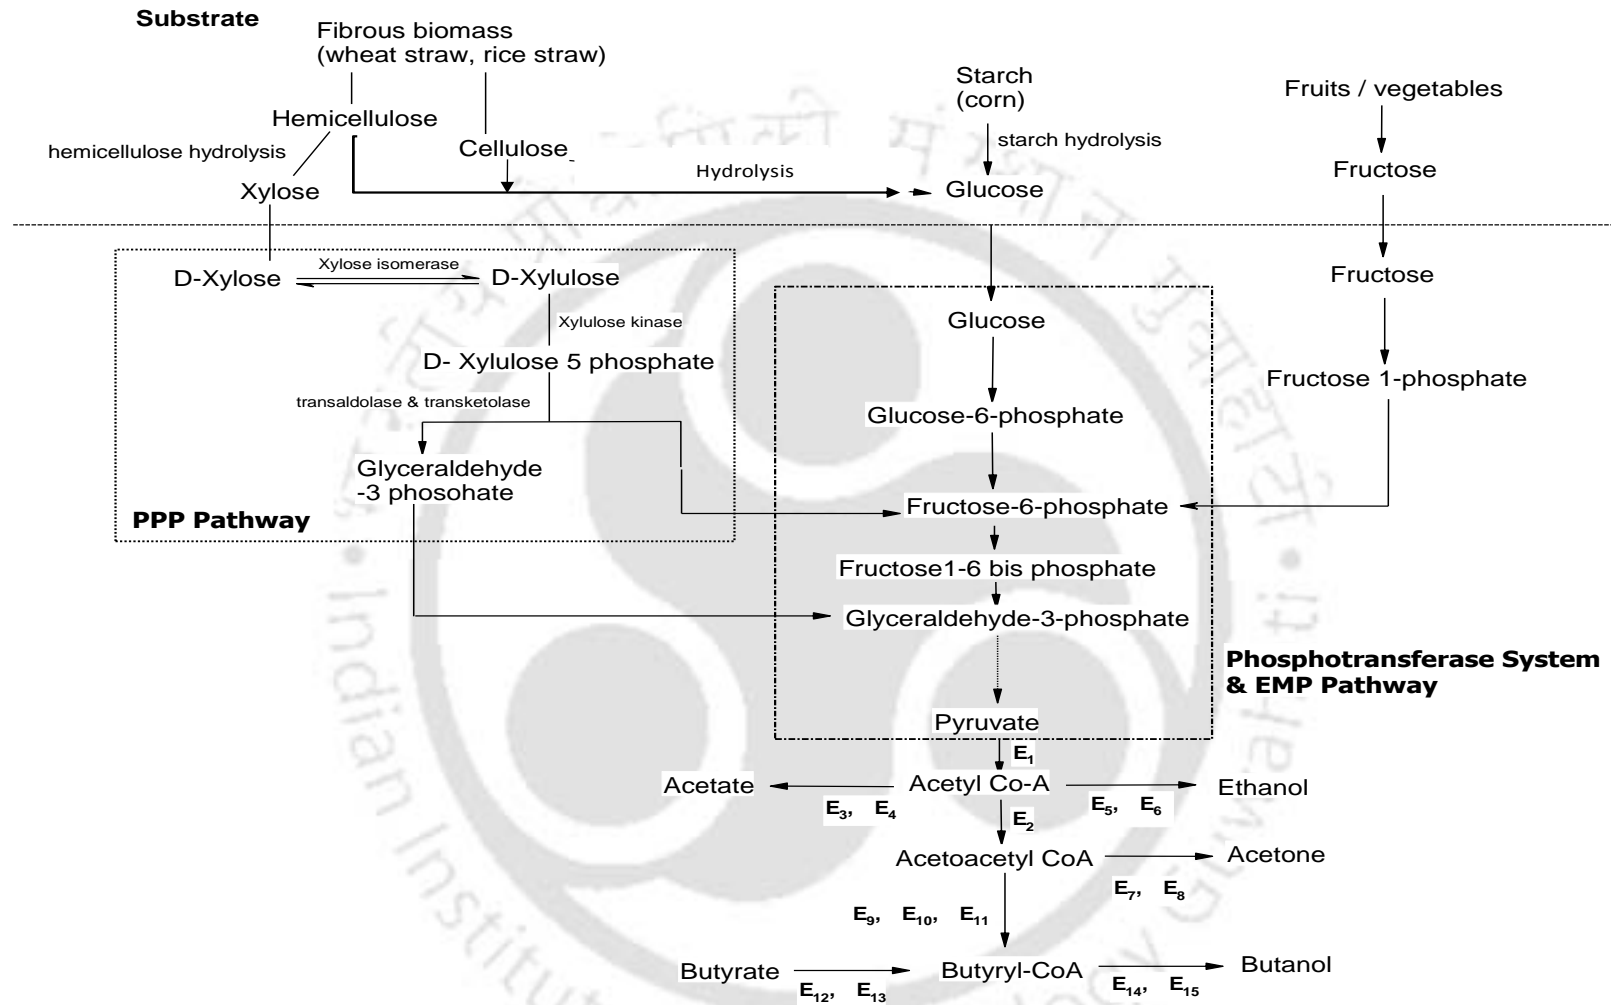 Substrate
Fibrous biomass
(wheat straw, rice straw)
Starch
(corn)
Fruits / vegetables
Hemicellulose
hemicellulose hydrolysis
Cellulose
starch hydrolysis
Hydrolysis
Xylose
Glucose
Fructose
D-Xylose
Xylose isomerase
D-Xylulose
Fructose
Glucose
Xylulose kinase
D- Xylulose 5 phosphate
Fructose 1-phosphate
transaldolase & transketolase
Glucose-6-phosphate
Glyceraldehyde
-3 phosohate
Fructose-6-phosphate
PPP Pathway
Fructose1-6 bis phosphate
Glyceraldehyde-3-phosphate
Phosphotransferase System
& EMP Pathway
Pyruvate
E1
Acetate
Acetyl Co-A
Ethanol
E3, E4
E2
E5, E6
Acetoacetyl CoA
Acetone
E7, E8
E9, E10, E11
Butyrate
Butyryl-CoA
Butanol
E12, E13
E14, E15
Indian Institut
ogy Guwahati